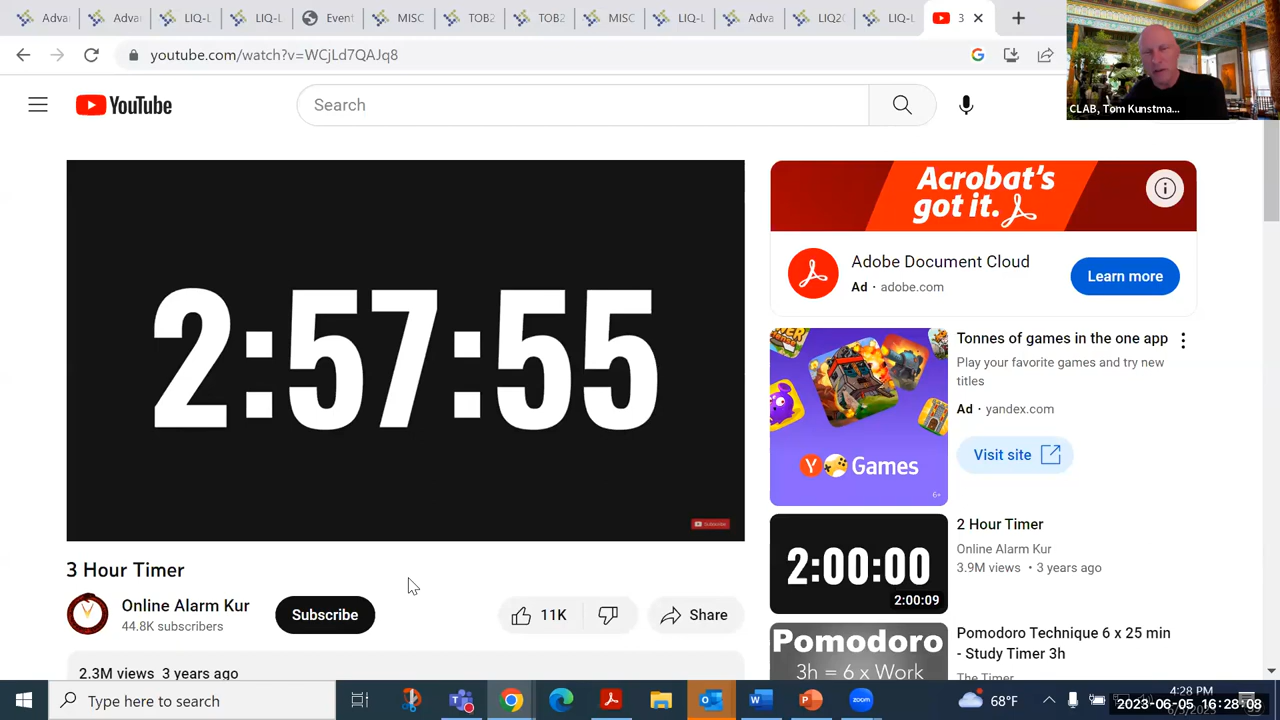 Adva
Adva
LIQ-L
LIQ-L
Event
MISC
TOB2
TOB2
MISC
LIQ-L
Adva
LIQ20
LIQ-L
3
youtube.com/watch?v=WCjLd7QAJq8
CLAB, Tom Kunstma...
YouTube
Search
2:57:55
Subscribe
3 Hour Timer
Online Alarm Kur
44.8K subscribers
Subscribe
11K
Share
2.3M views 3 years ago
Acrobat's
got it.
Adobe Document Cloud
Ad · adobe.com
Learn more
Tonnes of games in the one app
Play your favorite games and try new
titles
Ad · yandex.com
Visit site
Y Games
6+
2 Hour Timer
Online Alarm Kur
3.9M views • 3 years ago
2:00:00
2:00:09
Pomodoro
3h = 6 x Work
Pomodoro Technique 6 x 25 min
- Study Timer 3h
The Timer
Type here to search
68°F
4:28 PM
2023-06-05 16:28:08